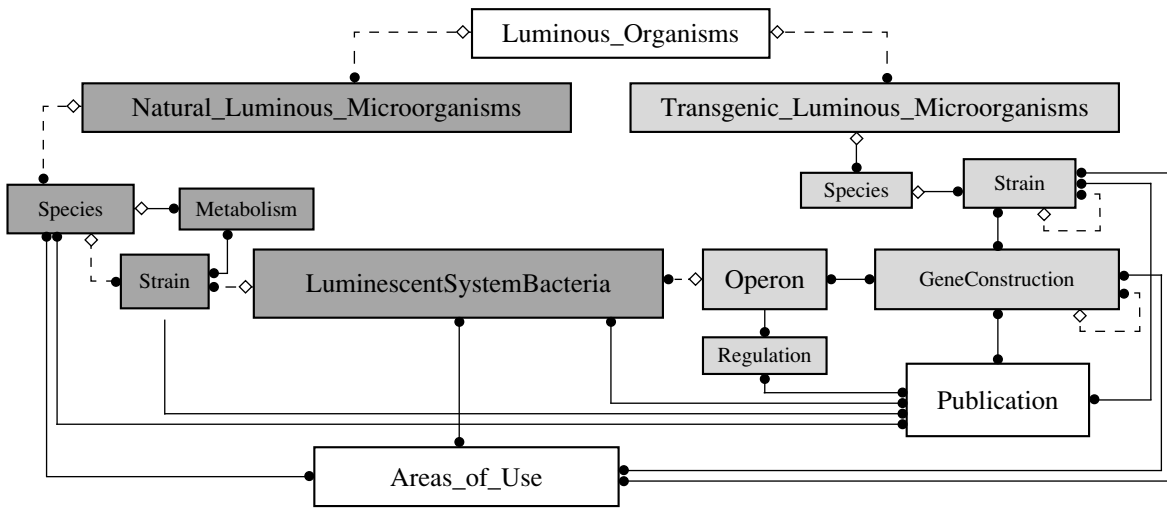 Luminous_Organisms
Natural_Luminous_Microorganisms
Transgenic_Luminous_Microorganisms
Species
Metabolism
Species
Strain
Strain
LuminescentSystemBacteria
Operon
GeneConstruction
Regulation
Publication
Areas_of_Use